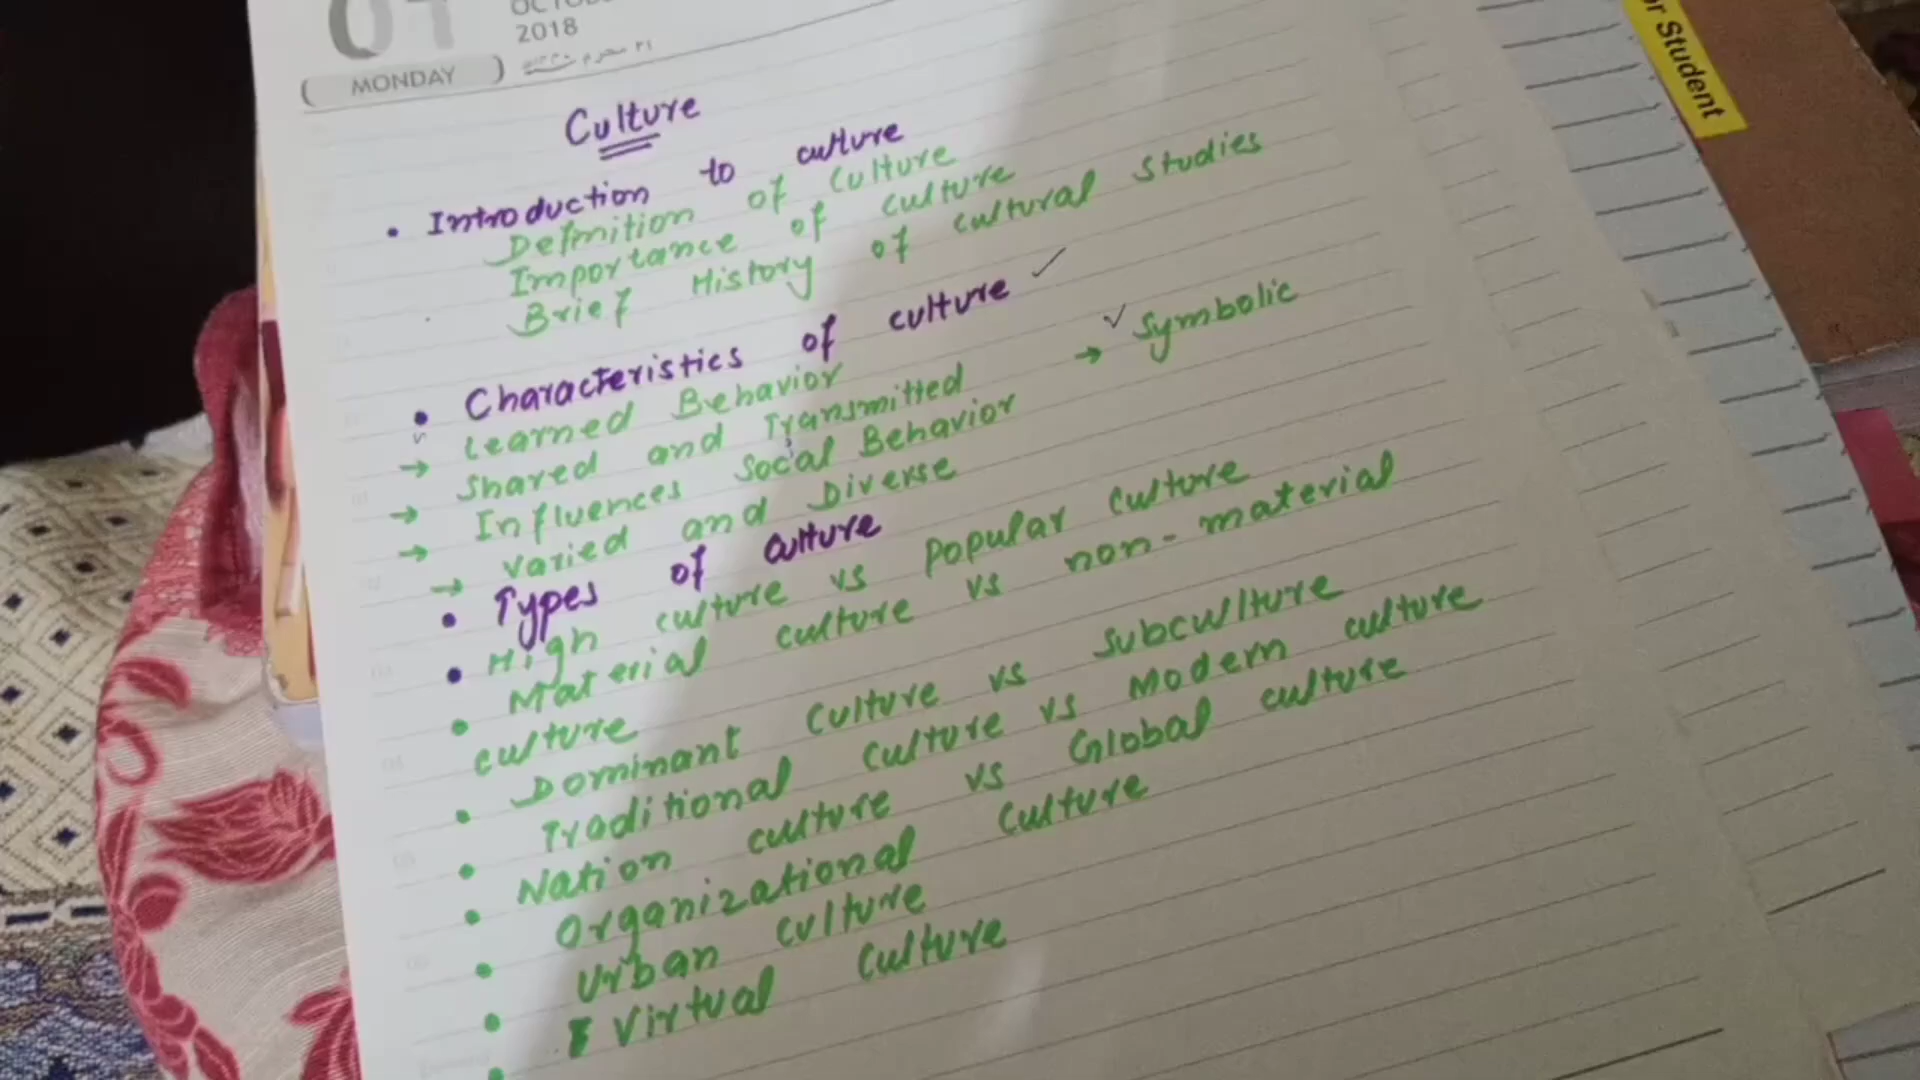 2018
MONDAY
Culture
• Introduction to culture
Definition of Culture
Importance of culture
Brief History of cultural Studies
• Characteristics of culture ✓
→ Learned Behavior → ✓ Symbolic
→ Shared and Transmitted
→ Influences Social Behavior
→ Varied and Diverse
• Types of culture
• High culture vs Popular culture
• Material culture vs non-material
culture
• Dominant Culture vs Subculture
• Traditional Culture vs Modern culture
• Nation culture vs Global culture
• Organizational Culture
• Urban culture
• Virtual Culture
Student